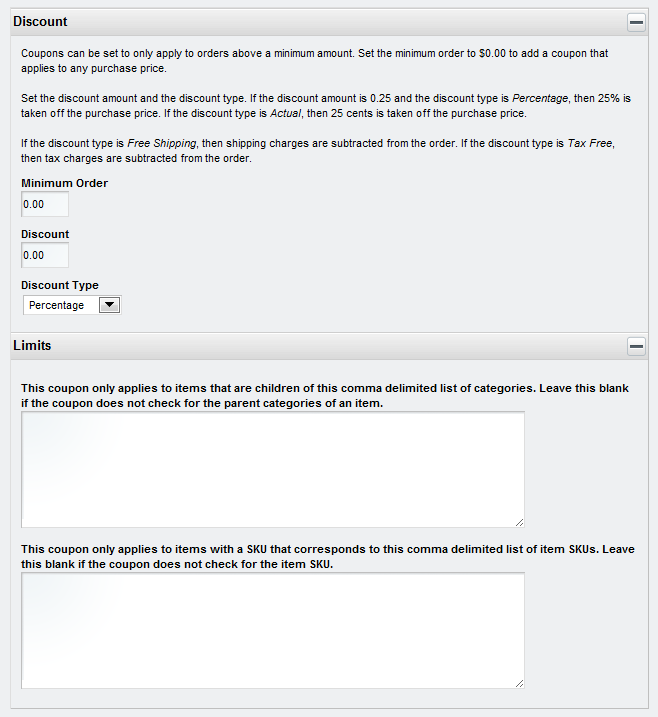 Discount
Coupons can be set to only apply to orders above a minimum amount. Set the minimum order to $0.00 to add a coupon that
applies to any purchase price.
Set the discount amount and the discount type. If the discount amount is 0.25 and the discount type is Percentage, then 25% is
taken off the purchase price. If the discount type is Actual, then 25 cents is taken off the purchase price.
If the discount type is Free Shipping, then shipping charges are subtracted from the order. If the discount type is Tax Free,
then tax charges are subtracted from the order.
Minimum Order
0.00
Discount
0.00
Discount Type
Percentage
Limits
This coupon only applies to items that are children of this comma delimited list of categories. Leave this blank
if the coupon does not check for the parent categories of an item.
This coupon only applies to items with a SKU that corresponds to this comma delimited list of item SKUs. Leave
this blank if the coupon does not check for the item SKU.